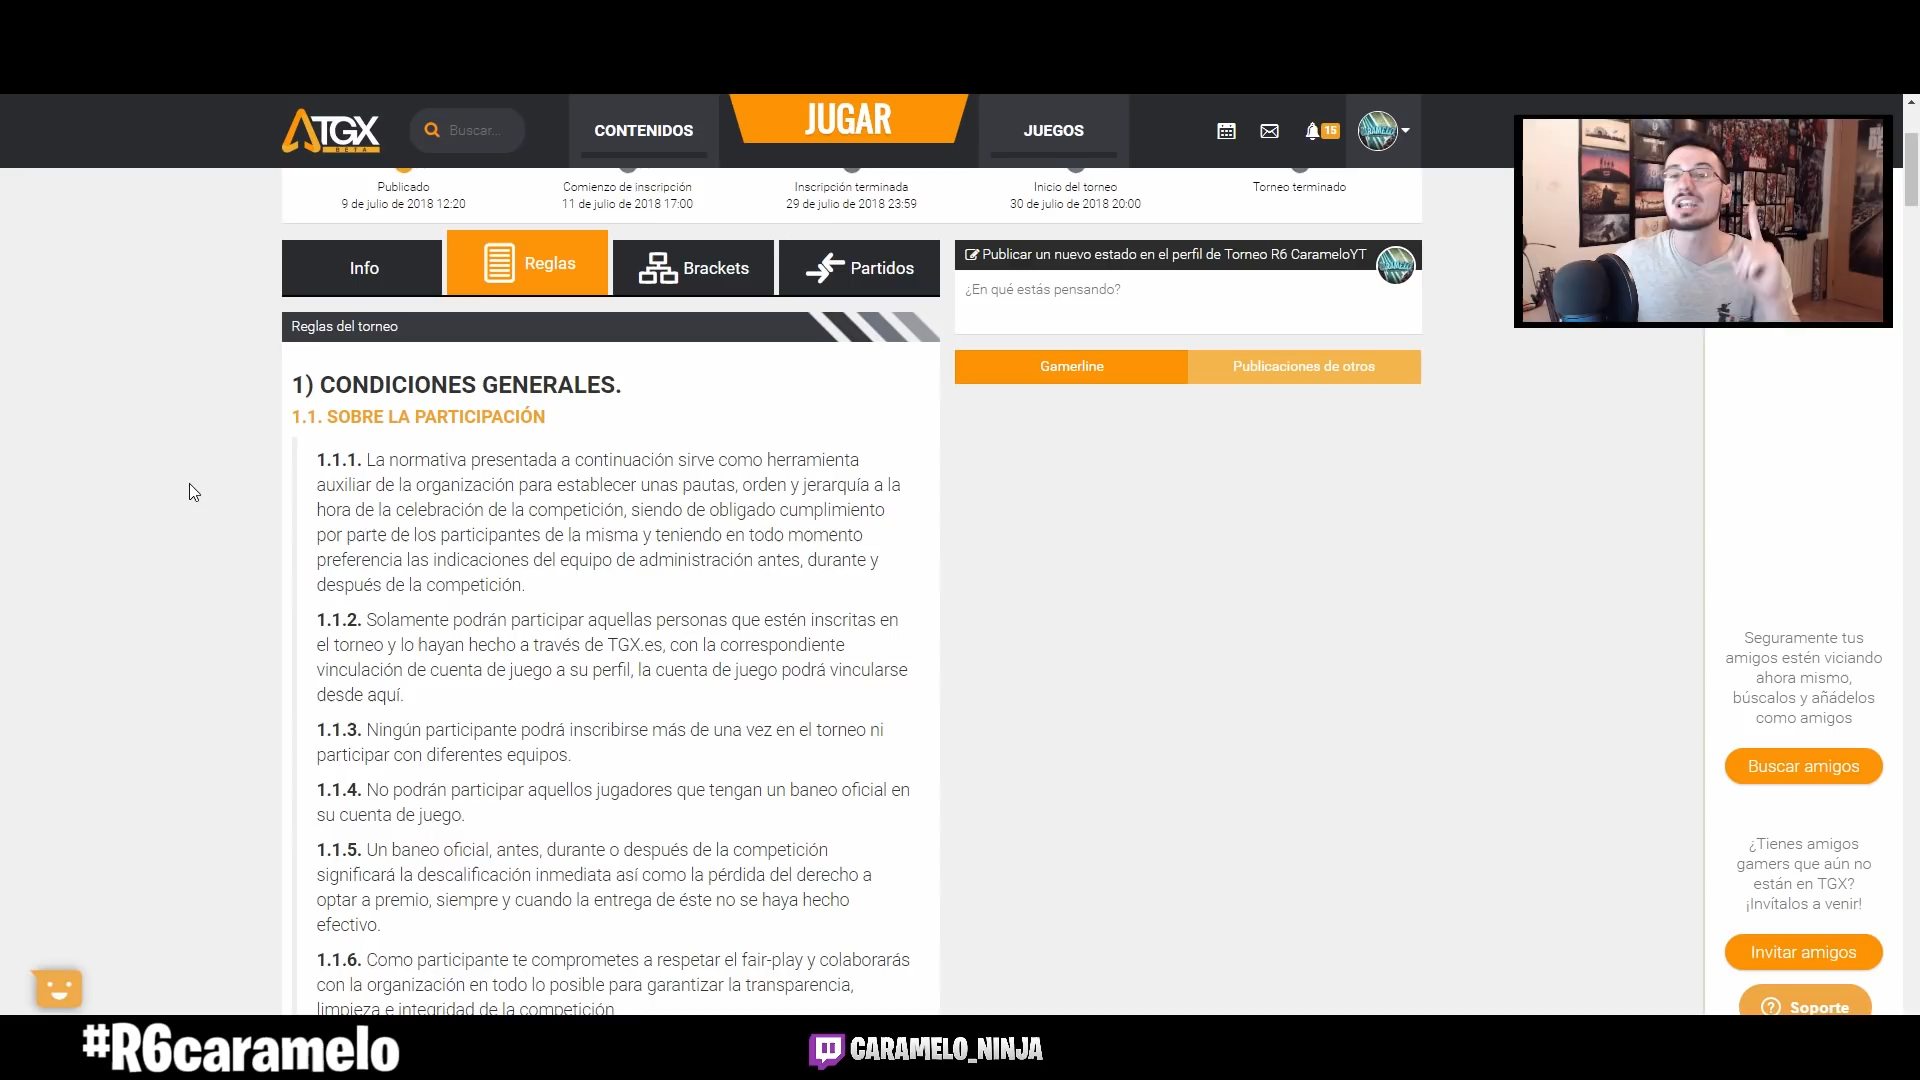 ATGX
BETA
Buscar...
CONTENIDOS
JUGAR
JUEGOS
15
Publicado
9 de julio de 2018 12:20
Comienzo de inscripción
11 de julio de 2018 17:00
Inscripción terminada
29 de julio de 2018 23:59
Inicio del torneo
30 de julio de 2018 20:00
Torneo terminado
Info
Reglas
Brackets
Partidos
Publicar un nuevo estado en el perfil de Torneo R6 CarameloYT
¿En qué estás pensando?
Gamerline
Publicaciones de otros
Reglas del torneo
1) CONDICIONES GENERALES.
1.1. SOBRE LA PARTICIPACIÓN
1.1.1. La normativa presentada a continuación sirve como herramienta
auxiliar de la organización para establecer unas pautas, orden y jerarquía a la
hora de la celebración de la competición, siendo de obligado cumplimiento
por parte de los participantes de la misma y teniendo en todo momento
preferencia las indicaciones del equipo de administración antes, durante y
después de la competición.
1.1.2. Solamente podrán participar aquellas personas que estén inscritas en
el torneo y lo hayan hecho a través de TGX.es, con la correspondiente
vinculación de cuenta de juego a su perfil, la cuenta de juego podrá vincularse
desde aquí.
1.1.3. Ningún participante podrá inscribirse más de una vez en el torneo ni
participar con diferentes equipos.
1.1.4. No podrán participar aquellos jugadores que tengan un baneo oficial en
su cuenta de juego.
1.1.5. Un baneo oficial, antes, durante o después de la competición
significará la descalificación inmediata así como la pérdida del derecho a
optar a premio, siempre y cuando la entrega de éste no se haya hecho
efectivo.
1.1.6. Como participante te comprometes a respetar el fair-play y colaborarás
con la organización en todo lo posible para garantizar la transparencia,
limpieza e integridad de la competición
Seguramente tus
amigos estén viciando
ahora mismo,
búscalos y añádelos
como amigos
Buscar amigos
¿Tienes amigos
gamers que aún no
están en TGX?
¡Invítalos a venir!
Invitar amigos
Soporte
#R6caramelo
CARAMELO_NINJA